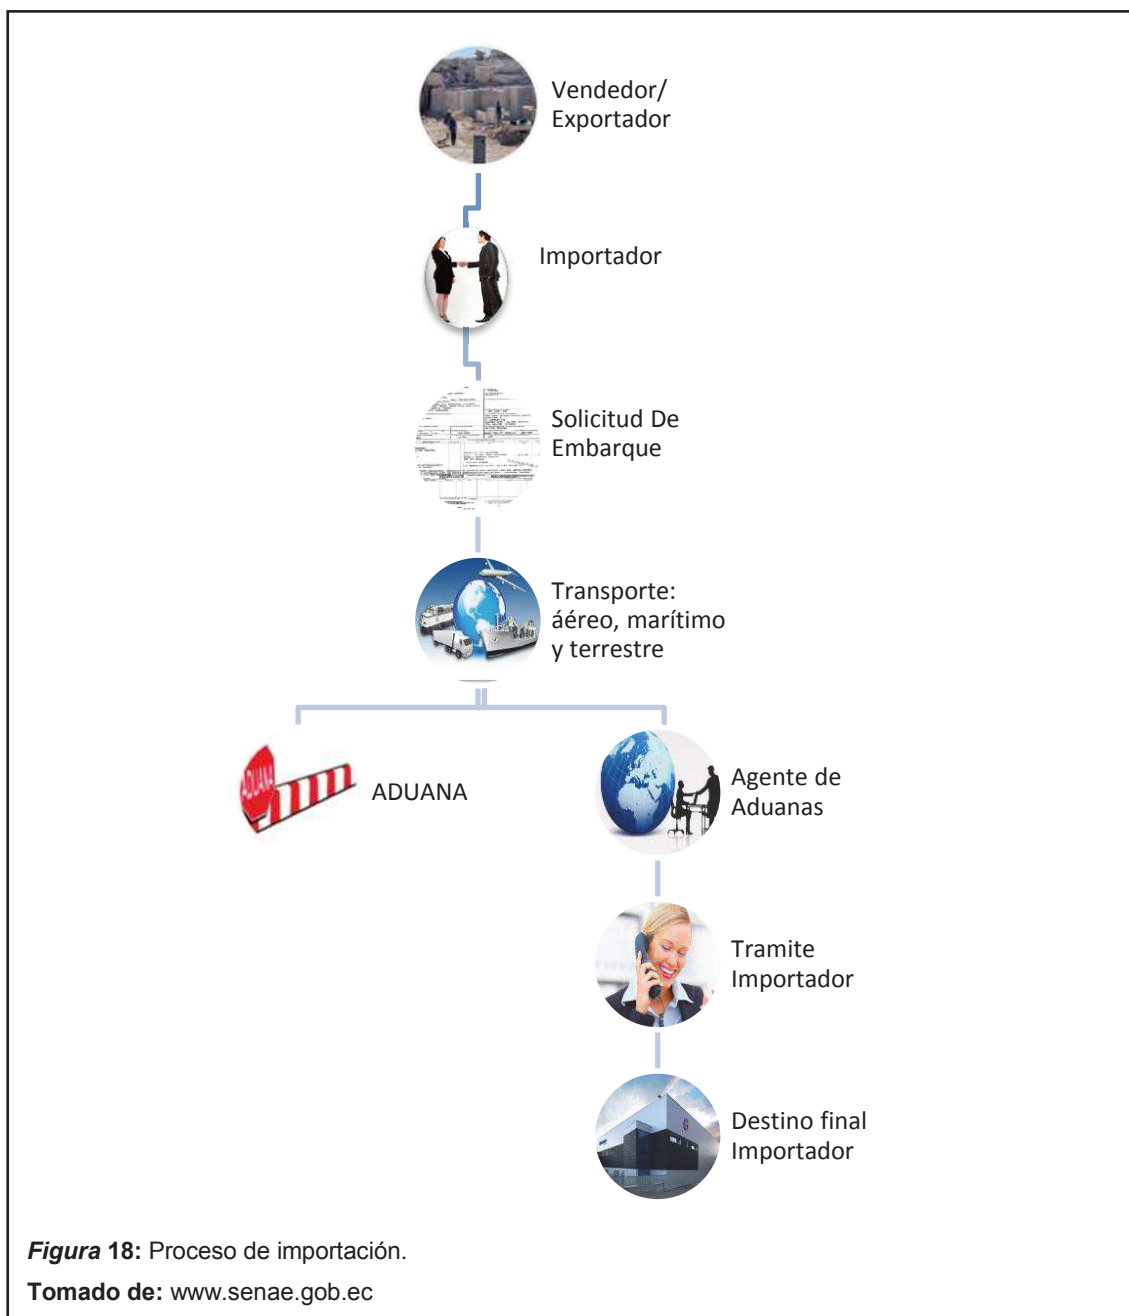 Vendedor/
Exportador
Importador
Solicitud De
Embarque
Transporte:
áéreo, marítimo
y terrestre
ADUANA
ADUANA
Agente de
Aduanas
Tramite
Importador
Destino final
Importador
Figura 18: Proceso de importación.
Tomado de: www.senae.gob.ec